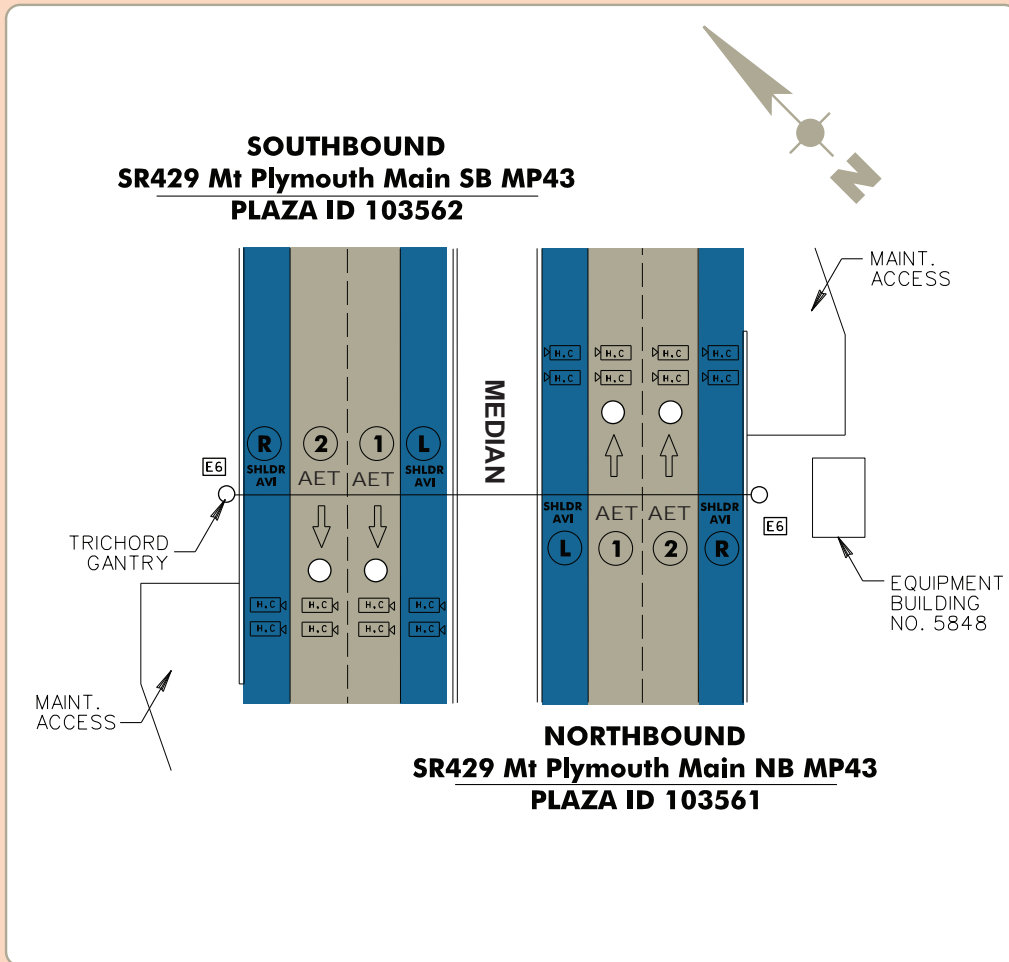 N
SOUTHBOUND
SR429 Mt Plymouth Main SB MP43
PLAZA ID 103562
MAINT.
ACCESS
H.C H.C H.C H.C
H.C H.C H.C H.C
MEDIAN
R 2 1 L
SHLDR
AVI
AET AET
SHLDR
AVI
E6
TRICHORD
GANTRY
H.C H.C H.C H.C
H.C H.C H.C H.C
MAINT.
ACCESS
SHLDR
AVI
AET AET
SHLDR
AVI
L 1 2 R
E6
EQUIPMENT
BUILDING
NO. 5848
NORTHBOUND
SR429 Mt Plymouth Main NB MP43
PLAZA ID 103561